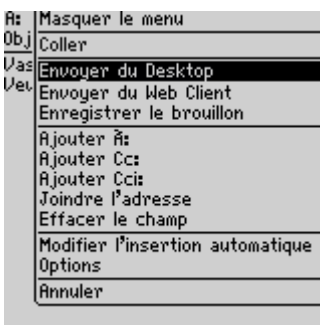 A:
Masquer le menu
Obj
Coller
Vas
Envoyer du Desktop
Veu
Envoyer du Web Client
Enregistrer le brouillon
Ajouter À:
Ajouter Cc:
Ajouter Cci:
Joindre l'adresse
Effacer le champ
Modifier l'insertion automatique
Options
Annuler